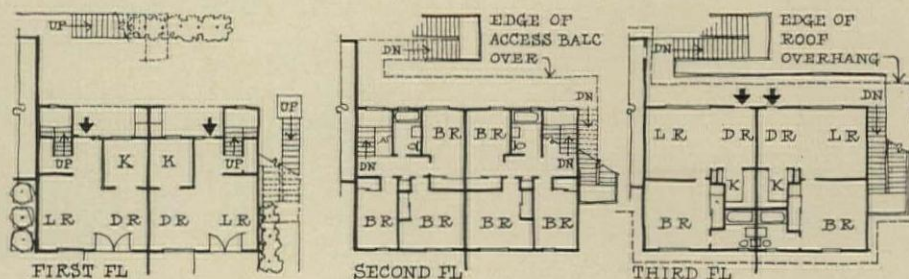 UP
UP
UP
K
K
UP
LR
DR
DR
LR
FIRST FL
EDGE OF
ACCESS BALC
OVER
DN
DN
BR
BR
DN
DN
BR
BR
BR
BR
SECOND FL
EDGE OF
ROOF
OVERHANG
DN
DN
LR
DR
DR
LR
K
K
BR
BR
THIRD FL